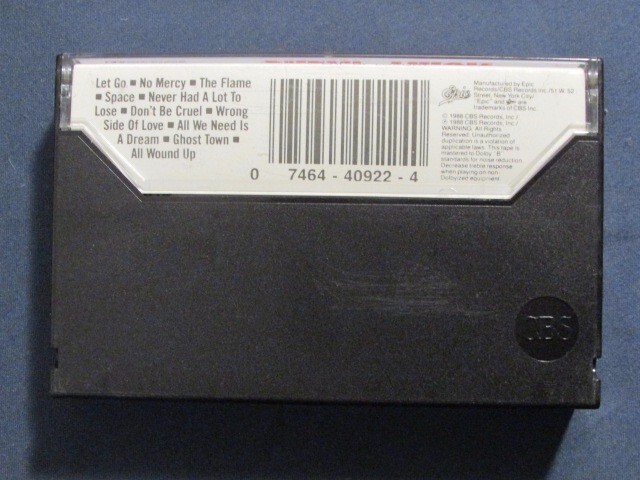 Let Go ▪ No Mercy ▪ The Flame
▪ Space ▪ Never Had A Lot To
Lose ▪ Don't Be Cruel ▪ Wrong
Side Of Love ▪ All We Need Is
A Dream ▪ Ghost Town ▪
All Wound Up
0 7464-40922-4
Epic
Manufactured by Epic
Records/CBS Records Inc./51 W. 52
Street, New York City/
"Epic" and are
trademarks of CBS Inc.
© 1988 CBS Records, Inc./
℗ 1988 CBS Records, Inc./
WARNING: All Rights
Reserved. Unauthorized
duplication is a violation of
applicable laws. This tape is
mastered to Dolby* B
standards for noise reduction.
Decrease treble response
when playing on non-
Dolbyized equipment.
CBS